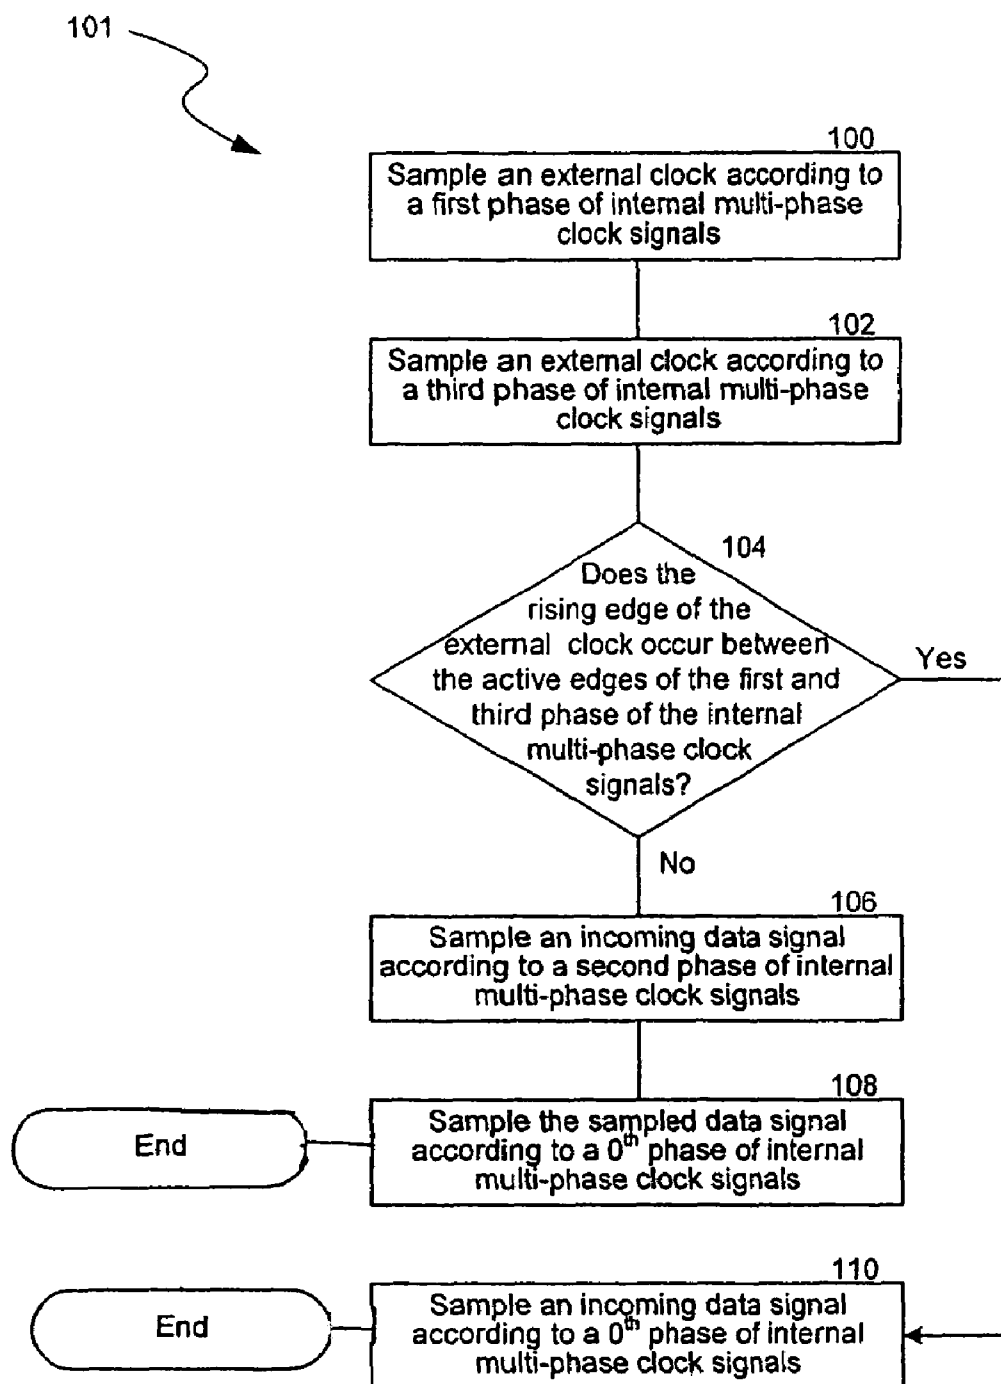 101
100
Sample an external clock according to
a first phase of internal multi-phase
clock signals
102
Sample an external clock according to
a third phase of internal multi-phase
clock signals
104
Does the
rising edge of the
external clock occur between
the active edges of the first and
third phase of the internal
multi-phase clock
signals?
Yes
No
106
Sample an incoming data signal
according to a second phase of internal
multi-phase clock signals
108
Sample the sampled data signal
according to a 0th phase of internal
multi-phase clock signals
End
110
Sample an incoming data signal
according to a 0th phase of internal
multi-phase clock signals
End